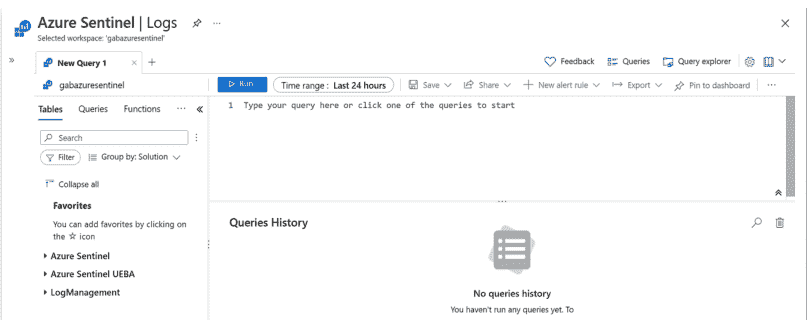 Azure Sentinel | Logs
Selected workspace: 'gabazuresentinel'
New Query 1
Feedback
Queries
Query explorer
gabazuresentinel
Run
Time range : Last 24 hours
Save
Share
New alert rule
Export
Pin to dashboard
Tables
Queries
Functions
1 Type your query here or click one of the queries to start
Search
Filter
Group by: Solution
Collapse all
Favorites
You can add favorites by clicking on
the ☆ icon
Azure Sentinel
Azure Sentinel UEBA
LogManagement
Queries History
No queries history
You haven't run any queries yet. To